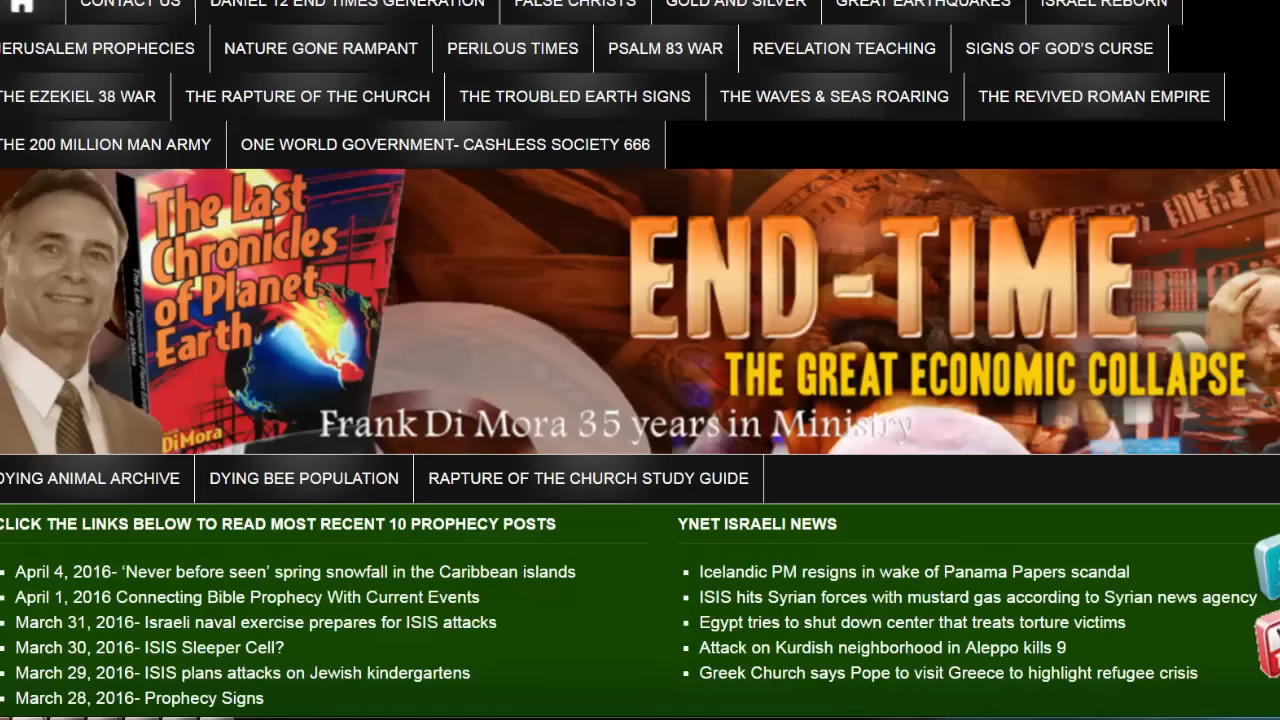 CONTACT US DANIEL 12 END TIMES GENERATION FALSE CHRISTS GOLD AND SILVER GREAT EARTHQUAKES ISRAEL REBORN
JERUSALEM PROPHECIES NATURE GONE RAMPANT PERILOUS TIMES PSALM 83 WAR REVELATION TEACHING SIGNS OF GOD'S CURSE
THE EZEKIEL 38 WAR THE RAPTURE OF THE CHURCH THE TROUBLED EARTH SIGNS THE WAVES & SEAS ROARING THE REVIVED ROMAN EMPIRE
THE 200 MILLION MAN ARMY ONE WORLD GOVERNMENT- CASHLESS SOCIETY 666
The Last
Chronicles
of Planet
Earth
DiMora
END-TIME
THE GREAT ECONOMIC COLLAPSE
Frank Di Mora 35 years in Ministry
DYING ANIMAL ARCHIVE DYING BEE POPULATION RAPTURE OF THE CHURCH STUDY GUIDE
CLICK THE LINKS BELOW TO READ MOST RECENT 10 PROPHECY POSTS
April 4, 2016- ‘Never before seen’ spring snowfall in the Caribbean islands
April 1, 2016 Connecting Bible Prophecy With Current Events
March 31, 2016- Israeli naval exercise prepares for ISIS attacks
March 30, 2016- ISIS Sleeper Cell?
March 29, 2016- ISIS plans attacks on Jewish kindergartens
March 28, 2016- Prophecy Signs
YNET ISRAELI NEWS
Icelandic PM resigns in wake of Panama Papers scandal
ISIS hits Syrian forces with mustard gas according to Syrian news agency
Egypt tries to shut down center that treats torture victims
Attack on Kurdish neighborhood in Aleppo kills 9
Greek Church says Pope to visit Greece to highlight refugee crisis